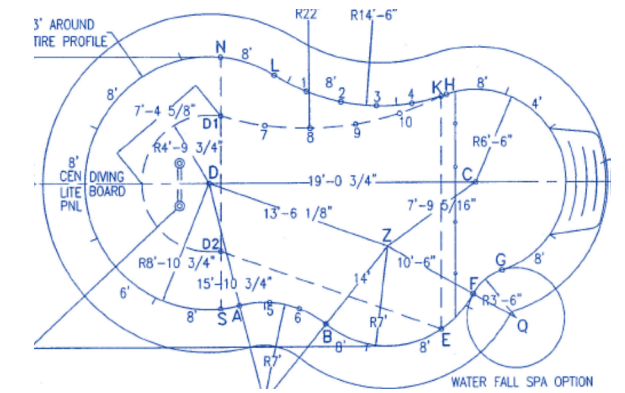 R22
R14'-6"
3' AROUND
TIRE PROFILE
N
8'
L
8'
1
2
3
4
K
H
8'
4'
8'
7'-4 5/8"
D1
7
8
9
10
R4'-9 3/4"
R6'-6"
8'
CEN
LITE
PNL
DIVING
BOARD
D
19'-0 3/4"
C
13'-6 1/8"
7'-9 5/16"
Z
D2
R8'-10 3/4"
15'-10 3/4"
14'
10'-6"
G
8'
6'
8'
S
A
5
6
B
R7'
F
R3'-6"
Q
8'
8'
E
R7'
WATER FALL SPA OPTION